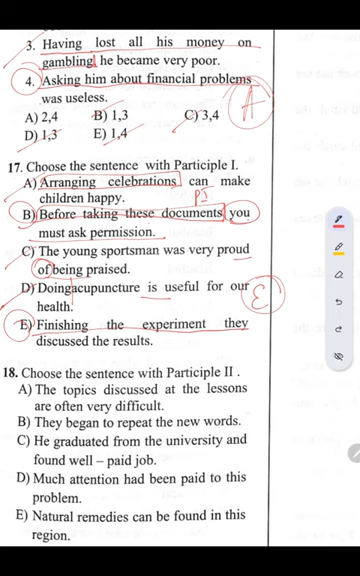 3. Having lost all his money on
gambling, he became very poor.
4. Asking him about financial problems
was useless.
A
A) 2,4 B) 1,3 C) 3,4
D) 1,3 E) 1,4
17. Choose the sentence with Participle I.
A) Arranging celebrations can make
children happy.
PI
B) Before taking these documents you
must ask permission.
C) The young sportsman was very proud
of being praised.
D) Doing acupuncture is useful for our
health.
E
E) Finishing the experiment they
discussed the results.
18. Choose the sentence with Participle II .
A) The topics discussed at the lessons
are often very difficult.
B) They began to repeat the new words.
C) He graduated from the university and
found well – paid job.
D) Much attention had been paid to this
problem.
E) Natural remedies can be found in this
region.